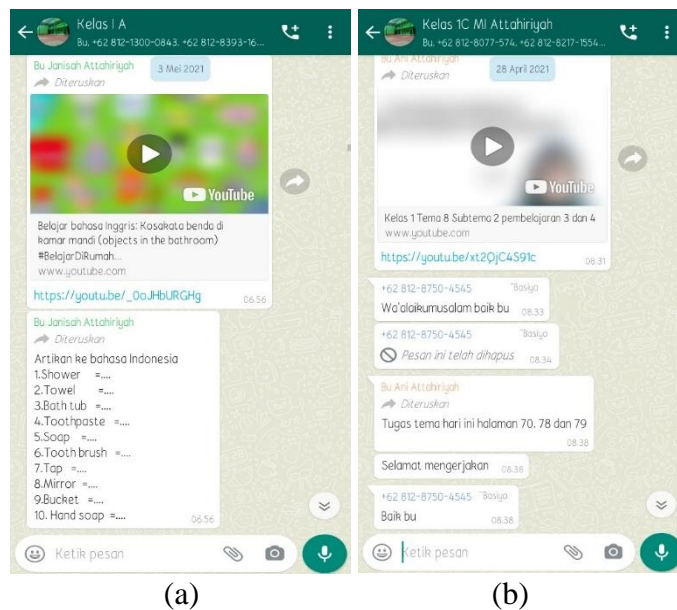 Kelas 1 A
Bu, +62 812-1300-0843, +62 812-8393-16...
Bu Janisah Attahiriyah
3 Mei 2021
Diteruskan
YouTube
Belajar bahasa Inggris: Kosakata benda di
kamar mandi (objects in the bathroom)
#BelajarDiRumah...
www.youtube.com
https://youtu.be/_0oJHbURGHg
06.56
Bu Janisah Attahiriyah
Diteruskan
Artikan ke bahasa Indonesia
1.Shower =....
2.Towel =....
3.Bath tub =....
4.Toothpaste =....
5.Soap =....
6.Tooth brush =....
7.Tap =....
8.Mirror =....
9.Bucket =....
10. Hand soap =....
06.56
Ketik pesan
(a)
Kelas 1C MI Attahiriyah
Bu, +62 812-8077-574, +62 812-8217-1554...
Bu Ani Attahiriyah
28 April 2021
Diteruskan
YouTube
Kelas 1 Tema 8 Subtema 2 pembelajaran 3 dan 4
www.youtube.com
https://youtu.be/xt2QjC4S91c
08.31
+62 812-8750-4545 ~Basiyo
Wa'alaikumusalam baik bu
08.33
+62 812-8750-4545 ~Basiyo
Pesan ini telah dihapus
08.34
Bu Ani Attahiriyah
Diteruskan
Tugas tema hari ini halaman 70. 78 dan 79
08.38
Selamat mengerjakan
08.38
+62 812-8750-4545 ~Basiyo
Baik bu
08.38
Ketik pesan
(b)